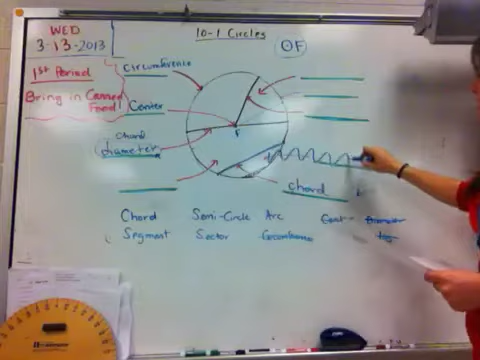 WED
3-13-2013
10-1 Circles
OF
1st Period
Bring in Canned
Food!
Circumference
Center
Chord
diameter
F
chord
Chord Semi-Circle Arc
Segment Sector Circumference